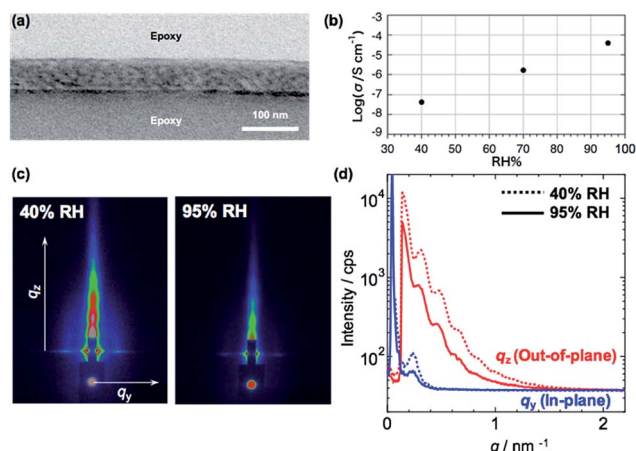 (a)
Epoxy
Epoxy
100 nm
(b)
Log(σ/S cm⁻¹)
-3
-4
-5
-6
-7
-8
-9
30 40 50 60 70 80 90 100
RH%
(c)
40% RH
95% RH
qz
qy
(d)
Intensity / cps
10⁴
10³
10²
40% RH
95% RH
qz (Out-of-plane)
qy (In-plane)
0 1 2
q / nm⁻¹